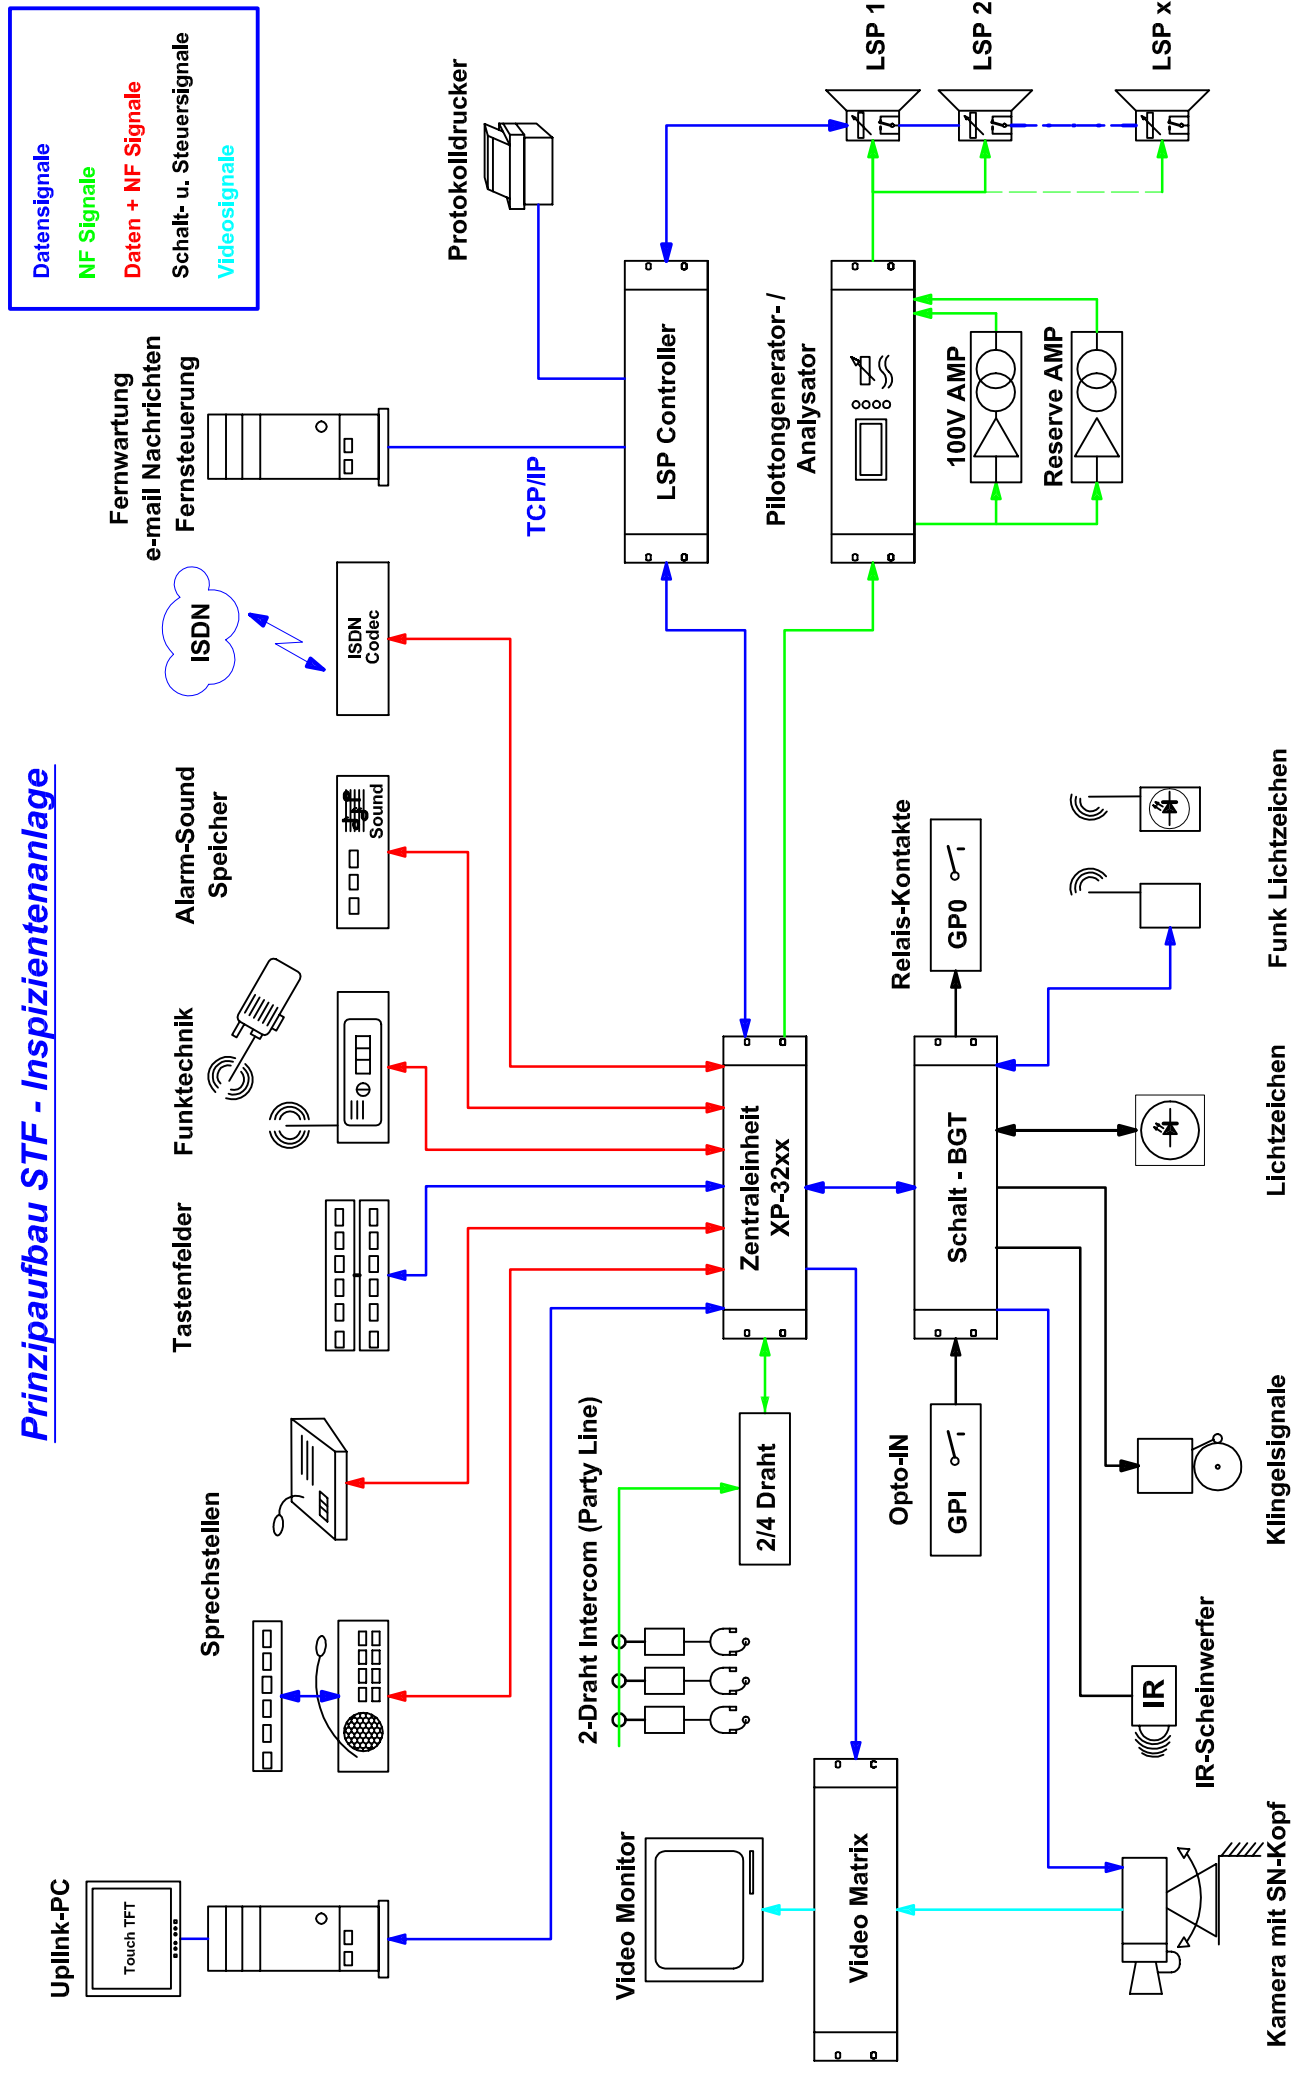 Prinzipaufbau STF - Inspizientenanlage
Datensignale
NF Signale
Daten + NF Signale
Schalt- u. Steuersignale
Videosignale
UplInk-PC
Touch TFT
Sprechstellen
Tastenfelder
Funktechnik
Alarm-Sound
Speicher
Sound
ISDN
ISDN
Codec
Fernwartung
e-mail Nachrichten
Fernsteuerung
TCP/IP
Protokolldrucker
LSP Controller
LSP 1
LSP 2
LSP x
Pilottongenerator- /
Analysator
100V AMP
Reserve AMP
2-Draht Intercom (Party Line)
2/4 Draht
Zentraleinheit
XP-32xx
Video Monitor
Video Matrix
Opto-IN
GPI
Schalt - BGT
Relais-Kontakte
GP0
Kamera mit SN-Kopf
IR-Scheinwerfer
IR
Klingelsignale
Lichtzeichen
Funk Lichtzeichen